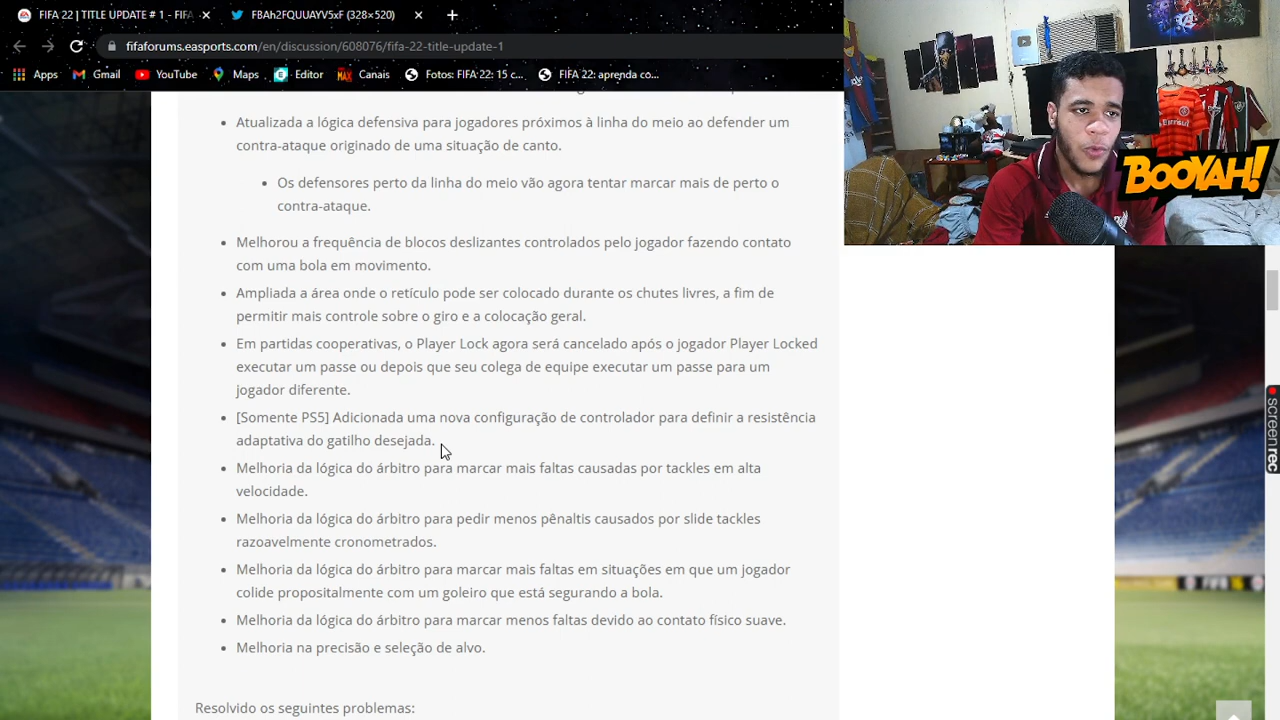 FIFA 22 | TITLE UPDATE # 1 - FIFA
FBAh2FQUUAYV5xF (328×520)
fifaforums.easports.com/en/discussion/608076/fifa-22-title-update-1
Apps
Gmail
YouTube
Maps
Editor
MAX
Canais
Fotos: FIFA 22: 15 c...
FIFA 22: aprenda co...
BOOYAH!
Atualizada a lógica defensiva para jogadores próximos à linha do meio ao defender um
contra-ataque originado de uma situação de canto.
Os defensores perto da linha do meio vão agora tentar marcar mais de perto o
contra-ataque.
Melhorou a frequência de blocos deslizantes controlados pelo jogador fazendo contato
com uma bola em movimento.
Ampliada a área onde o retículo pode ser colocado durante os chutes livres, a fim de
permitir mais controle sobre o giro e a colocação geral.
Em partidas cooperativas, o Player Lock agora será cancelado após o jogador Player Locked
executar um passe ou depois que seu colega de equipe executar um passe para um
jogador diferente.
[Somente PS5] Adicionada uma nova configuração de controlador para definir a resistência
adaptativa do gatilho desejada.
Melhoria da lógica do árbitro para marcar mais faltas causadas por tackles em alta
velocidade.
Melhoria da lógica do árbitro para pedir menos pênaltis causados por slide tackles
razoavelmente cronometrados.
Melhoria da lógica do árbitro para marcar mais faltas em situações em que um jogador
colide propositalmente com um goleiro que está segurando a bola.
Melhoria da lógica do árbitro para marcar menos faltas devido ao contato físico suave.
Melhoria na precisão e seleção de alvo.
Resolvido os seguintes problemas:
screenrec